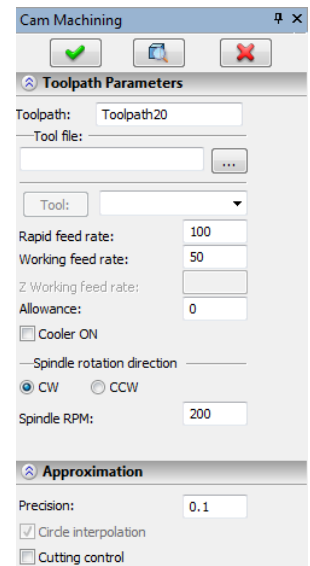 Cam Machining
Toolpath Parameters
Toolpath: Toolpath20
Tool file:
...
Tool:
Rapid feed rate: 100
Working feed rate: 50
Z Working feed rate:
Allowance: 0
Cooler ON
Spindle rotation direction
CW CCW
Spindle RPM: 200
Approximation
Precision: 0.1
Circle interpolation
Cutting control